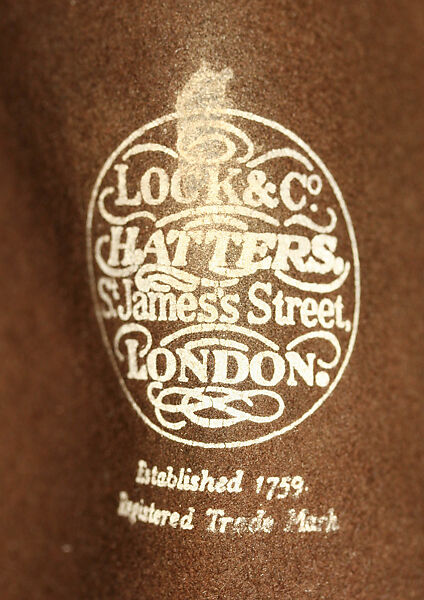 LOCK & Co.
HATTERS,
St. James's Street,
LONDON.
Established 1759.
Registered Trade Mark